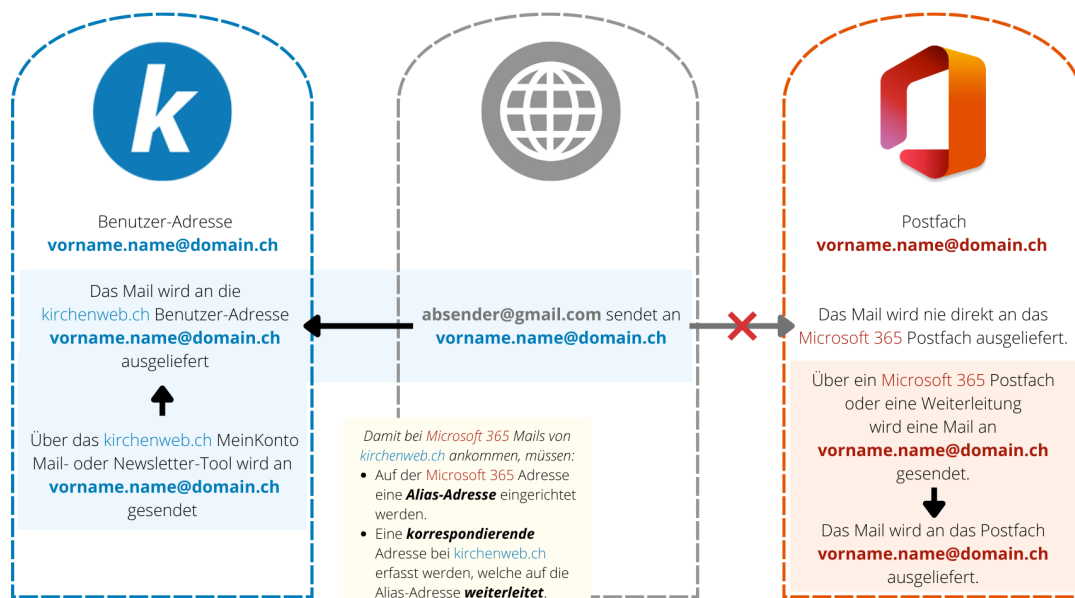 k
Benutzer-Adresse
vorname.name@domain.ch
Das Mail wird an die
kirchenweb.ch Benutzer-Adresse
vorname.name@domain.ch
ausgeliefert
Über das kirchenweb.ch MeinKonto
Mail- oder Newsletter-Tool wird an
vorname.name@domain.ch
gesendet
absender@gmail.com sendet an
vorname.name@domain.ch
Damit bei Microsoft 365 Mails von
kirchenweb.ch ankommen, müssen:
• Auf der Microsoft 365 Adresse
eine Alias-Adresse eingerichtet
werden.
• Eine korrespondierende
Adresse bei kirchenweb.ch
erfasst werden, welche auf die
Alias-Adresse weiterleitet.
Postfach
vorname.name@domain.ch
Das Mail wird nie direkt an das
Microsoft 365 Postfach ausgeliefert.
Über ein Microsoft 365 Postfach
oder eine Weiterleitung
wird eine Mail an
vorname.name@domain.ch
gesendet.
Das Mail wird an das Postfach
vorname.name@domain.ch
ausgeliefert.